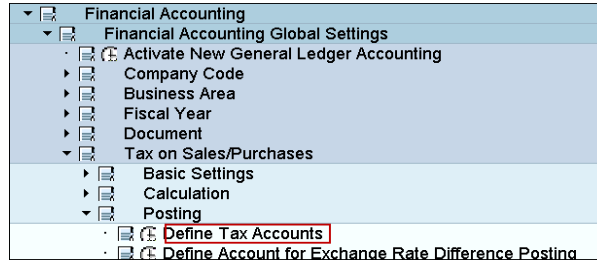 Financial Accounting
Financial Accounting Global Settings
Activate New General Ledger Accounting
Company Code
Business Area
Fiscal Year
Document
Tax on Sales/Purchases
Basic Settings
Calculation
Posting
Define Tax Accounts
Define Account for Exchange Rate Difference Posting